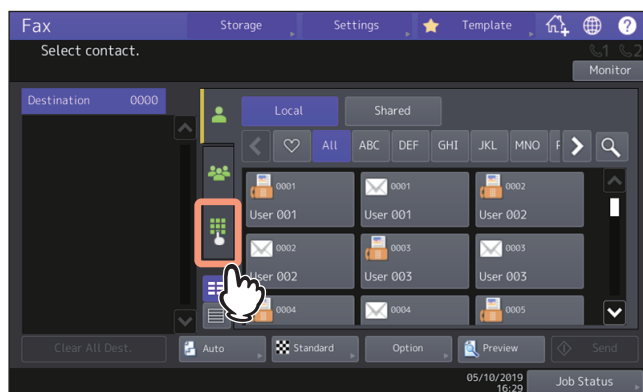 Fax
Storage
Settings
Template
?
Select contact.
1
2
Monitor
Destination 0000
Local
Shared
All
ABC
DEF
GHI
JKL
MNO
0001
User 001
0001
User 001
0002
User 002
0002
User 002
0003
User 003
0003
User 003
0004
0004
0005
Clear All Dest.
Auto
Standard
Option
Preview
Send
05/10/2019
16:29
Job Status